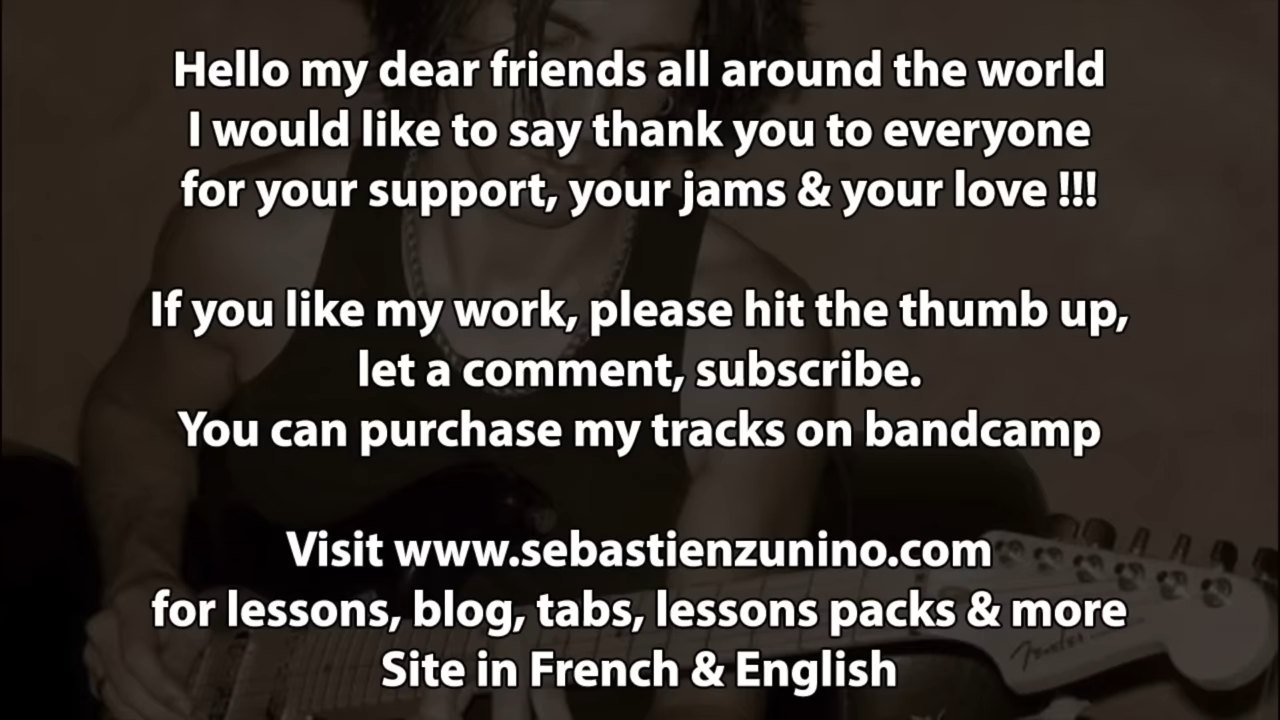 Hello my dear friends all around the world
I would like to say thank you to everyone
for your support, your jams & your love !!!
If you like my work, please hit the thumb up,
let a comment, subscribe.
You can purchase my tracks on bandcamp
Visit www.sebastienzunino.com
for lessons, blog, tabs, lessons packs & more
Site in French & English
Fender